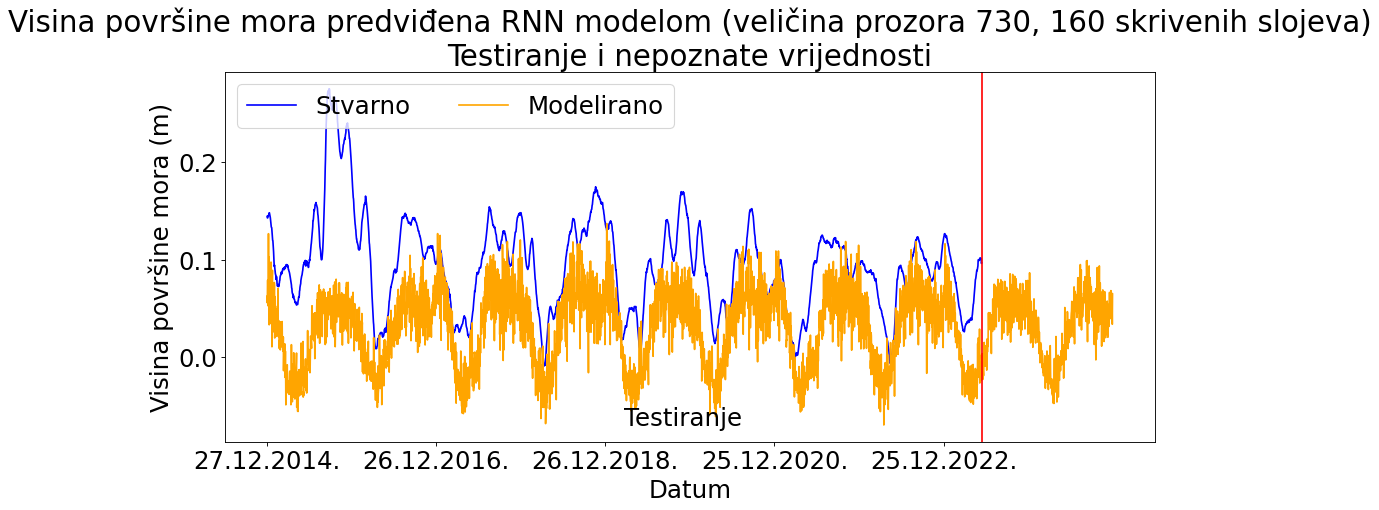 Visina površine mora predviđena RNN modelom (veličina prozora 730, 160 skrivenih slojeva)
Testiranje i nepoznate vrijednosti
Stvarno
Modelirano
Visina površine mora (m)
0.2
0.1
0.0
Testiranje
27.12.2014.
26.12.2016.
26.12.2018.
25.12.2020.
25.12.2022.
Datum